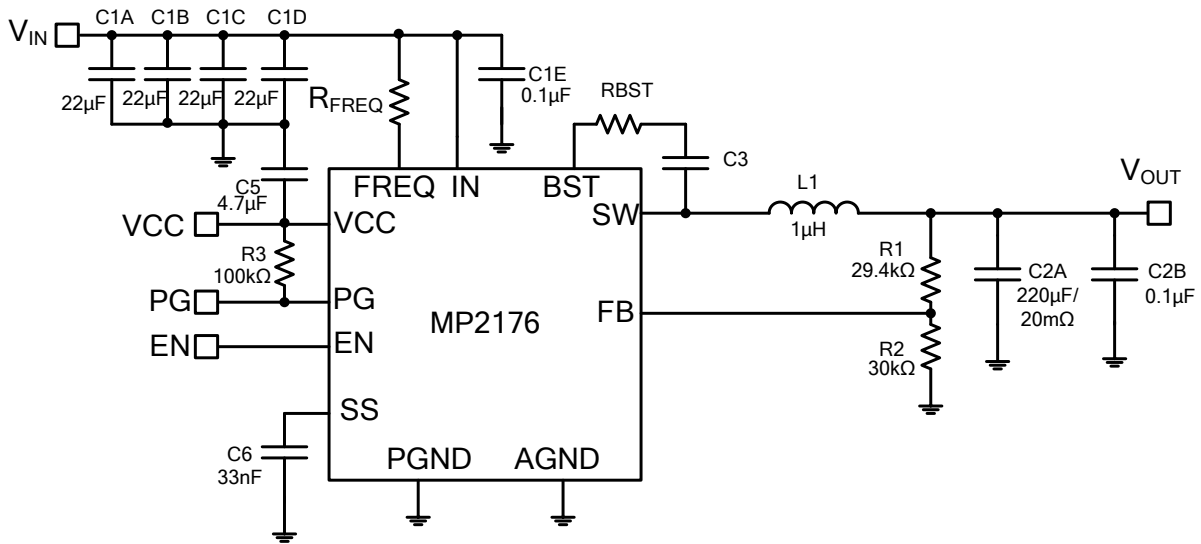 C1A C1B C1C C1D
VIN
22µF 22µF 22µF 22µF
RFREQ
C1E
0.1µF
RBST
C3
C5
4.7µF
FREQ IN BST
L1
VOUT
VCC VCC
SW
1µH
R3
100kΩ
R1
29.4kΩ
C2A
220µF/
20mΩ
C2B
0.1µF
PG PG
MP2176
FB
EN EN
R2
30kΩ
SS
C6
33nF
PGND AGND